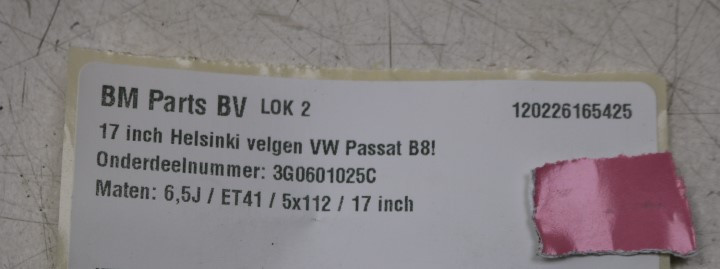 BM Parts BV LOK 2 120226165425
17 inch Helsinki velgen VW Passat B8!
Onderdeelnummer: 3G0601025C
Maten: 6,5J / ET41 / 5x112 / 17 inch